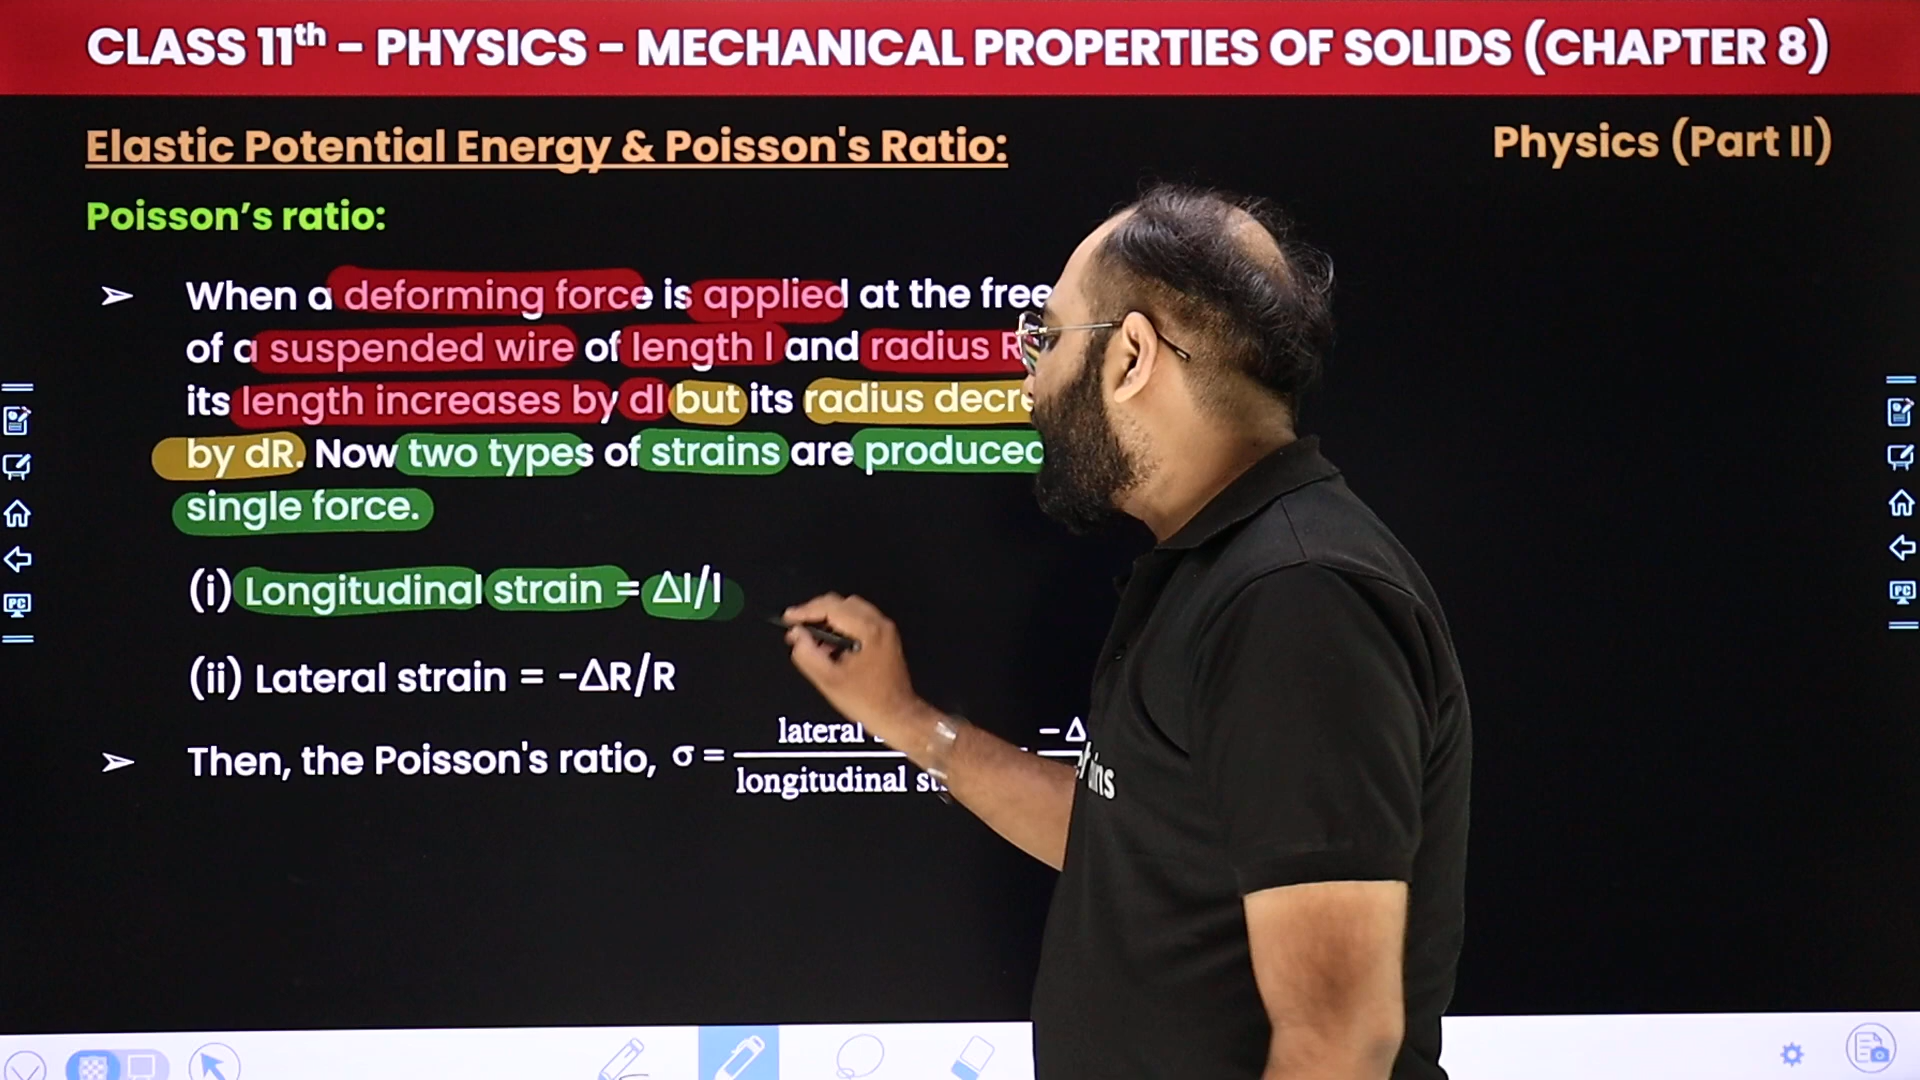 CLASS 11th - PHYSICS - MECHANICAL PROPERTIES OF SOLIDS (CHAPTER 8)
Elastic Potential Energy & Poisson's Ratio:
Physics (Part II)
Poisson's ratio:
➢ When a deforming force is applied at the free
of a suspended wire of length l and radius R
its length increases by dl but its radius
by dR. Now two types of strains are produced
single force.
(i) Longitudinal strain = Δl/l
(ii) Lateral strain = -ΔR/R
lateral − Δ
➢ Then, the Poisson's ratio, σ =
longitudinal
PC
PC